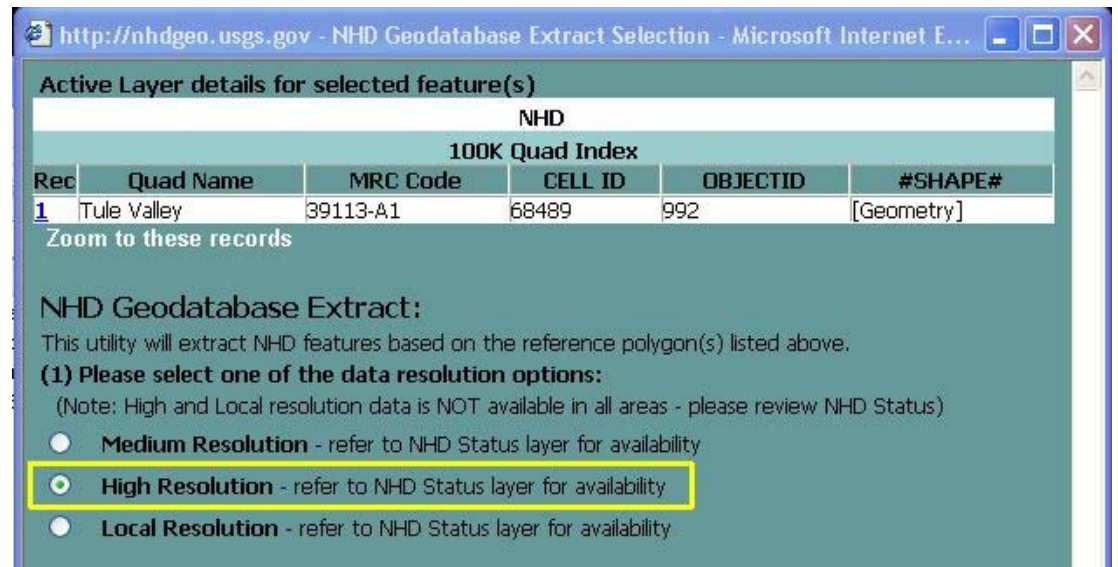 http://nhdgeo.usgs.gov - NHD Geodatabase Extract Selection - Microsoft Internet E...
Active Layer details for selected feature(s)
NHD
100K Quad Index
Rec Quad Name MRC Code CELL ID OBJECTID #SHAPE#
1 Tule Valley 39113-A1 68489 992 [Geometry]
Zoom to these records
NHD Geodatabase Extract:
This utility will extract NHD features based on the reference polygon(s) listed above.
(1) Please select one of the data resolution options:
(Note: High and Local resolution data is NOT available in all areas - please review NHD Status)
Medium Resolution - refer to NHD Status layer for availability
High Resolution - refer to NHD Status layer for availability
Local Resolution - refer to NHD Status layer for availability